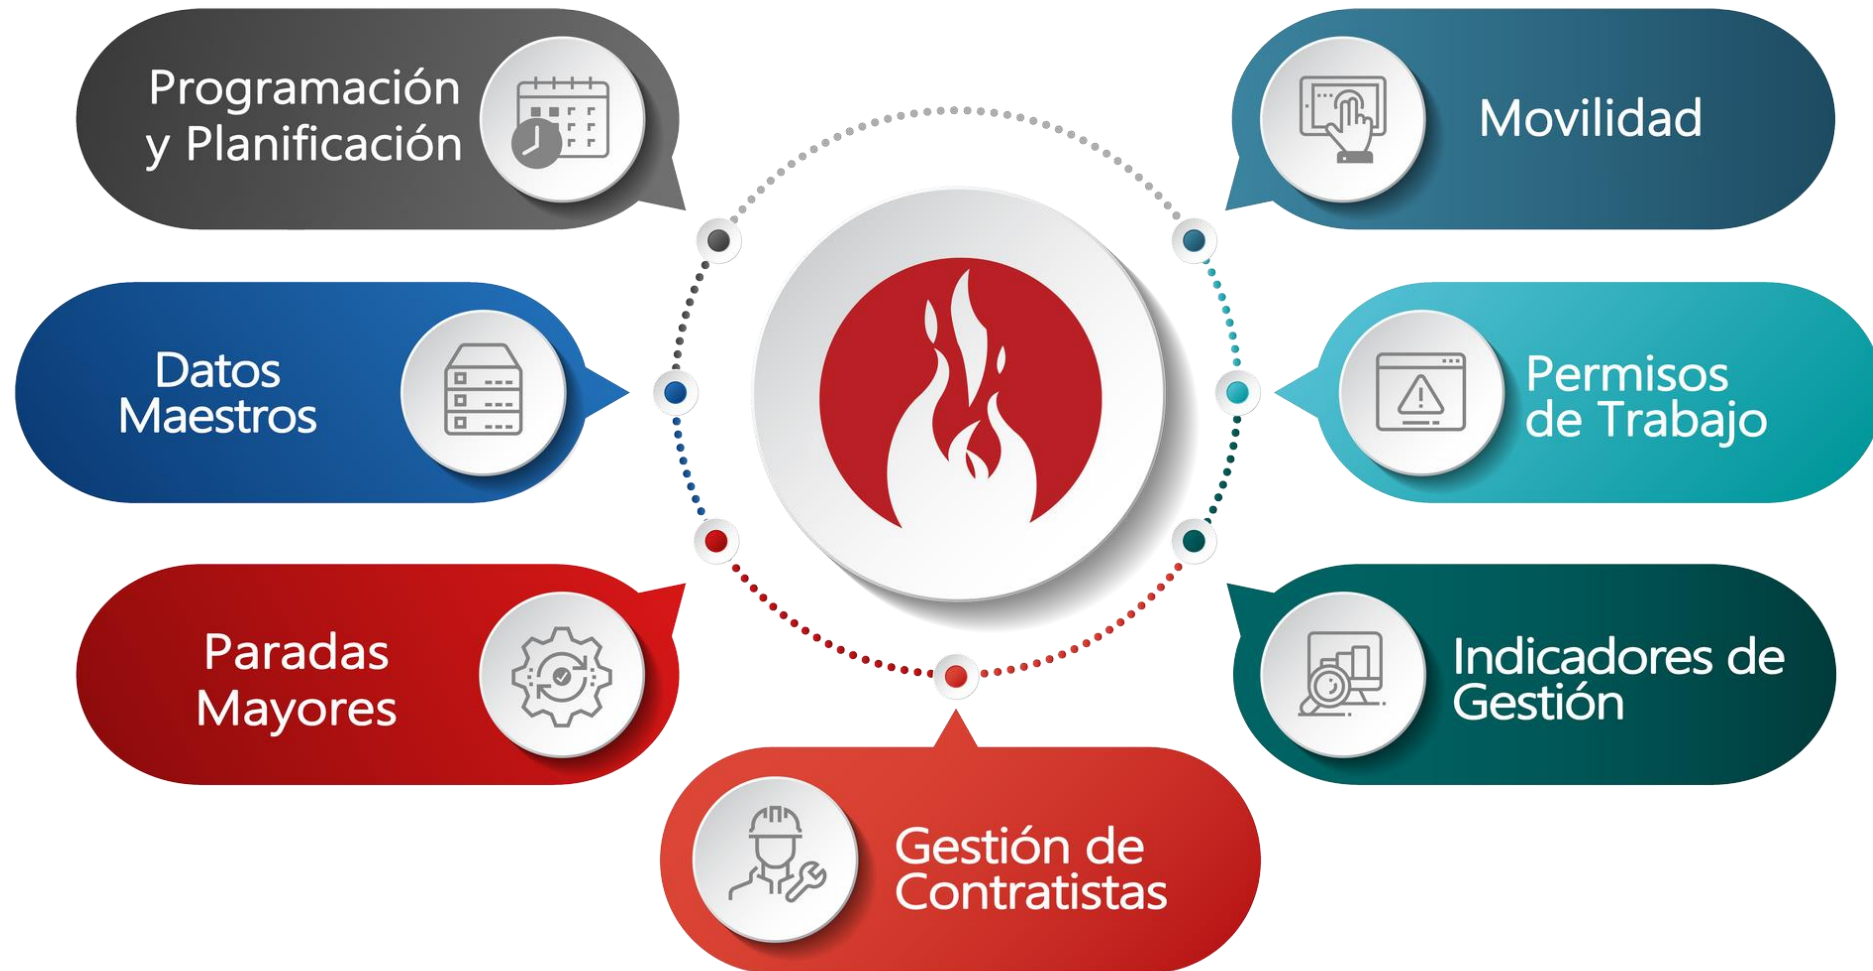 Programación
y Planificación
Movilidad
Datos
Maestros
Permisos
de Trabajo
Paradas
Mayores
Indicadores de
Gestión
Gestión de
Contratistas